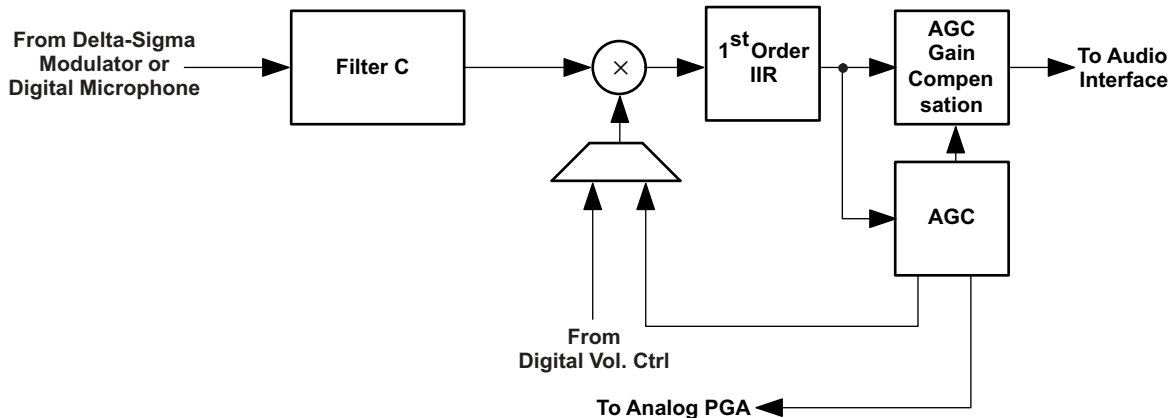 From Delta-Sigma
Modulator or
Digital Microphone
Filter C
×
1st Order
IIR
AGC
Gain
Compen
sation
To Audio
Interface
AGC
From
Digital Vol. Ctrl
To Analog PGA